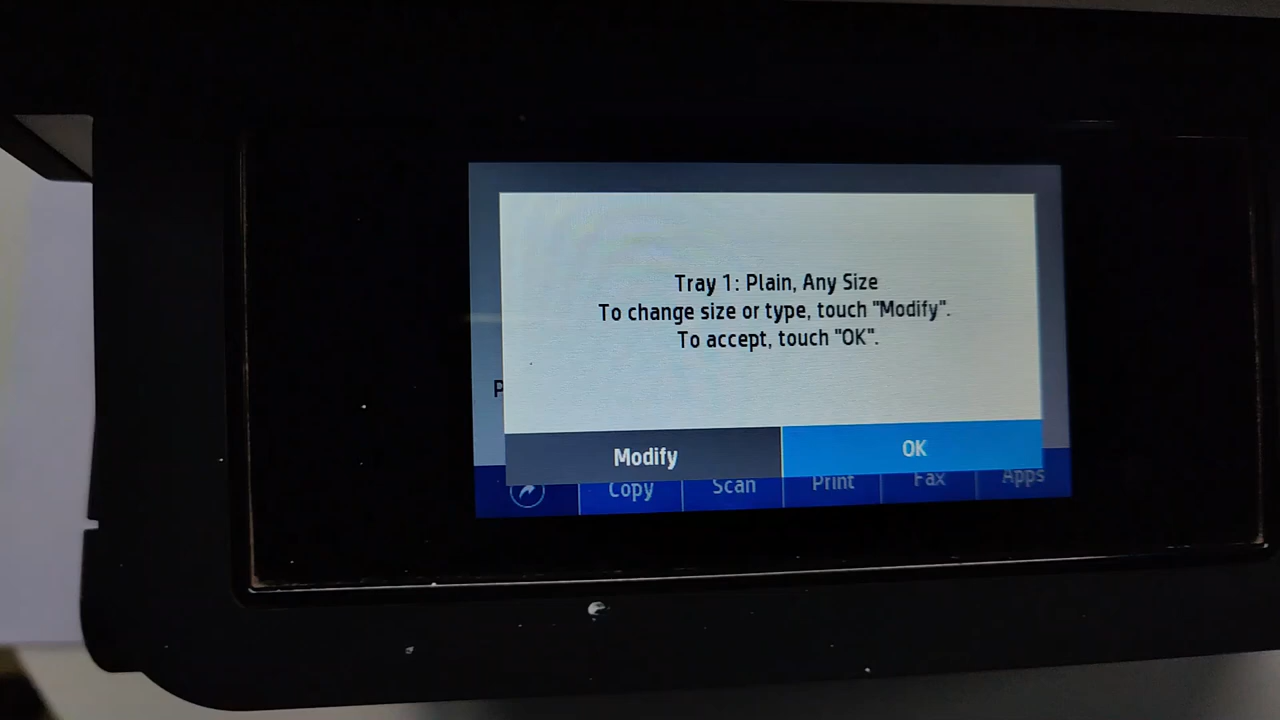 Tray 1: Plain, Any Size
To change size or type, touch "Modify".
To accept, touch "OK".
P
Modify OK
Copy Scan Print Fax Apps